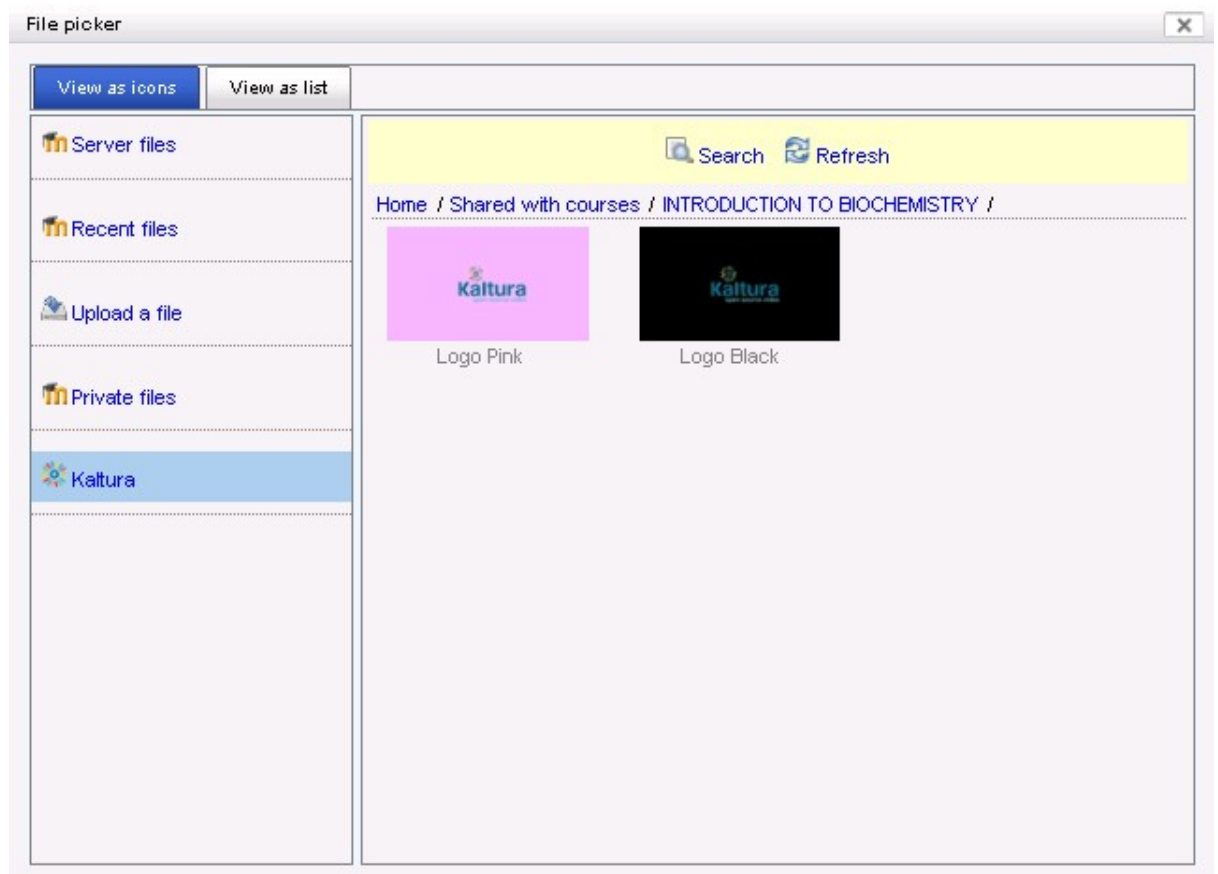 File picker
View as icons View as list
Server files
Recent files
Upload a file
Private files
Kaltura
Search Refresh
Home / Shared with courses / INTRODUCTION TO BIOCHEMISTRY /
Kaltura
Kaltura
Logo Pink Logo Black